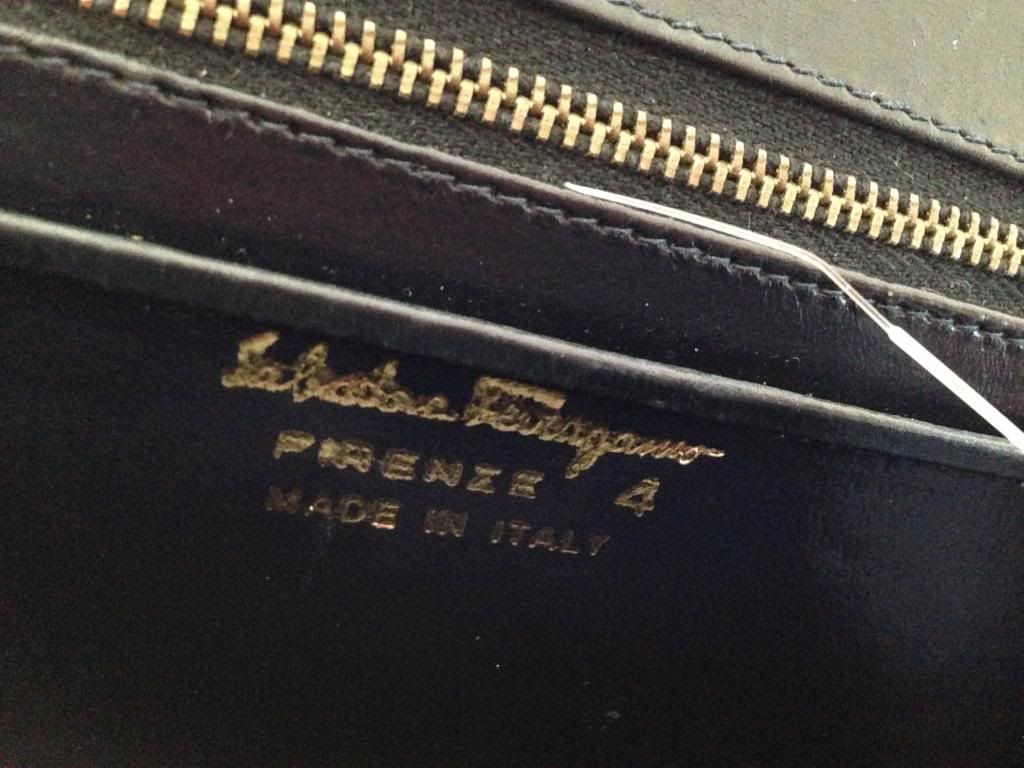 Salvatore Ferragamo
FIRENZE 4
MADE IN ITALY